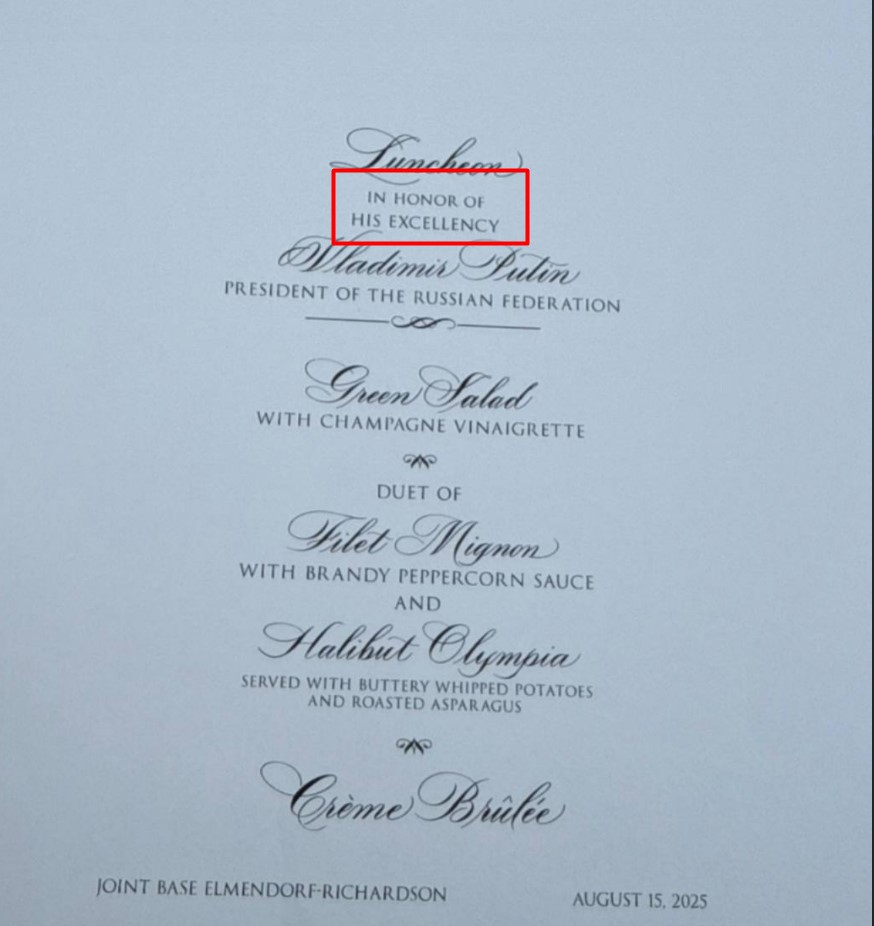 Luncheon
IN HONOR OF
HIS EXCELLENCY
Vladimir Putin
PRESIDENT OF THE RUSSIAN FEDERATION
Green Salad
WITH CHAMPAGNE VINAIGRETTE
DUET OF
Filet Mignon
WITH BRANDY PEPPERCORN SAUCE
AND
Halibut Olympia
SERVED WITH BUTTERY WHIPPED POTATOES
AND ROASTED ASPARAGUS
Crème Brûlée
JOINT BASE ELMENDORF-RICHARDSON
AUGUST 15, 2025